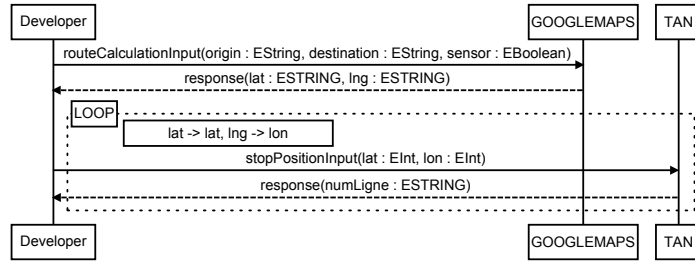 Developer GOOGLEMAPS TAN
routeCalculationInput(origin : EString, destination : EString, sensor : EBoolean)
response(lat : ESTRING, lng : ESTRING)
LOOP
lat -> lat, lng -> lon
stopPositionInput(lat : EInt, lon : EInt)
response(numLigne : ESTRING)
Developer GOOGLEMAPS TAN